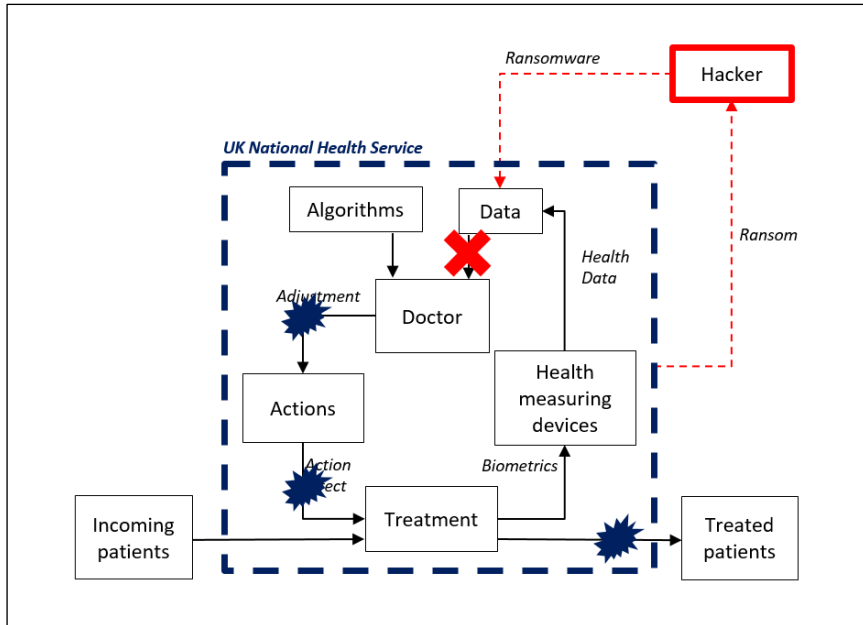 Ransomware
Hacker
UK National Health Service
Algorithms
Data
Ransom
Health
Data
Adjustment
Doctor
Health
measuring
devices
Actions
Action
Biometrics
Incoming
patients
Treatment
Treated
patients